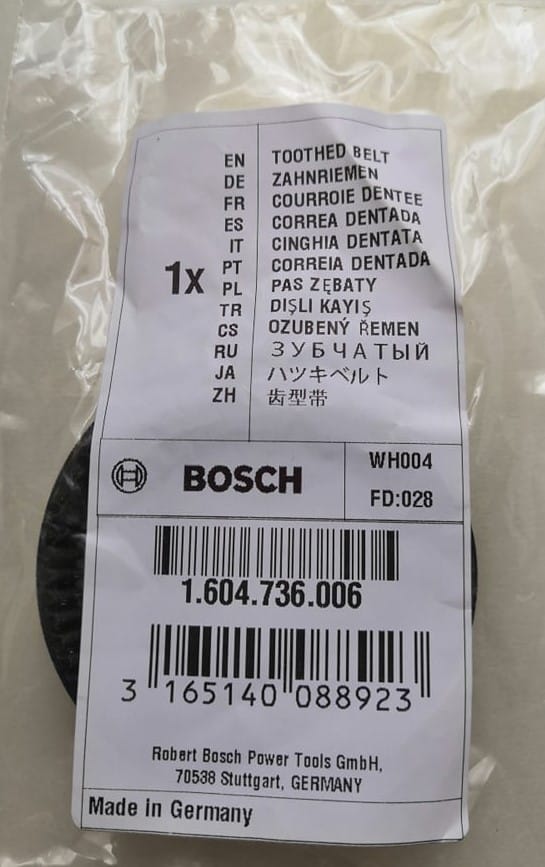 EN TOOTHED BELT
DE ZAHNRIEMEN
FR COURROIE DENTEE
ES CORREA DENTADA
IT CINGHIA DENTATA
1x
PT CORREIA DENTADA
PL PAS ZĘBATY
TR DIŞLI KAYIŞ
CS OZUBENÝ ŘEMEN
RU ЗУБЧАТЫЙ
JA ハツキベルト
ZH 齿型带
BOSCH
WH004
FD:028
1.604.736.006
3 165140 088923
Robert Bosch Power Tools GmbH,
70538 Stuttgart, GERMANY
Made in Germany